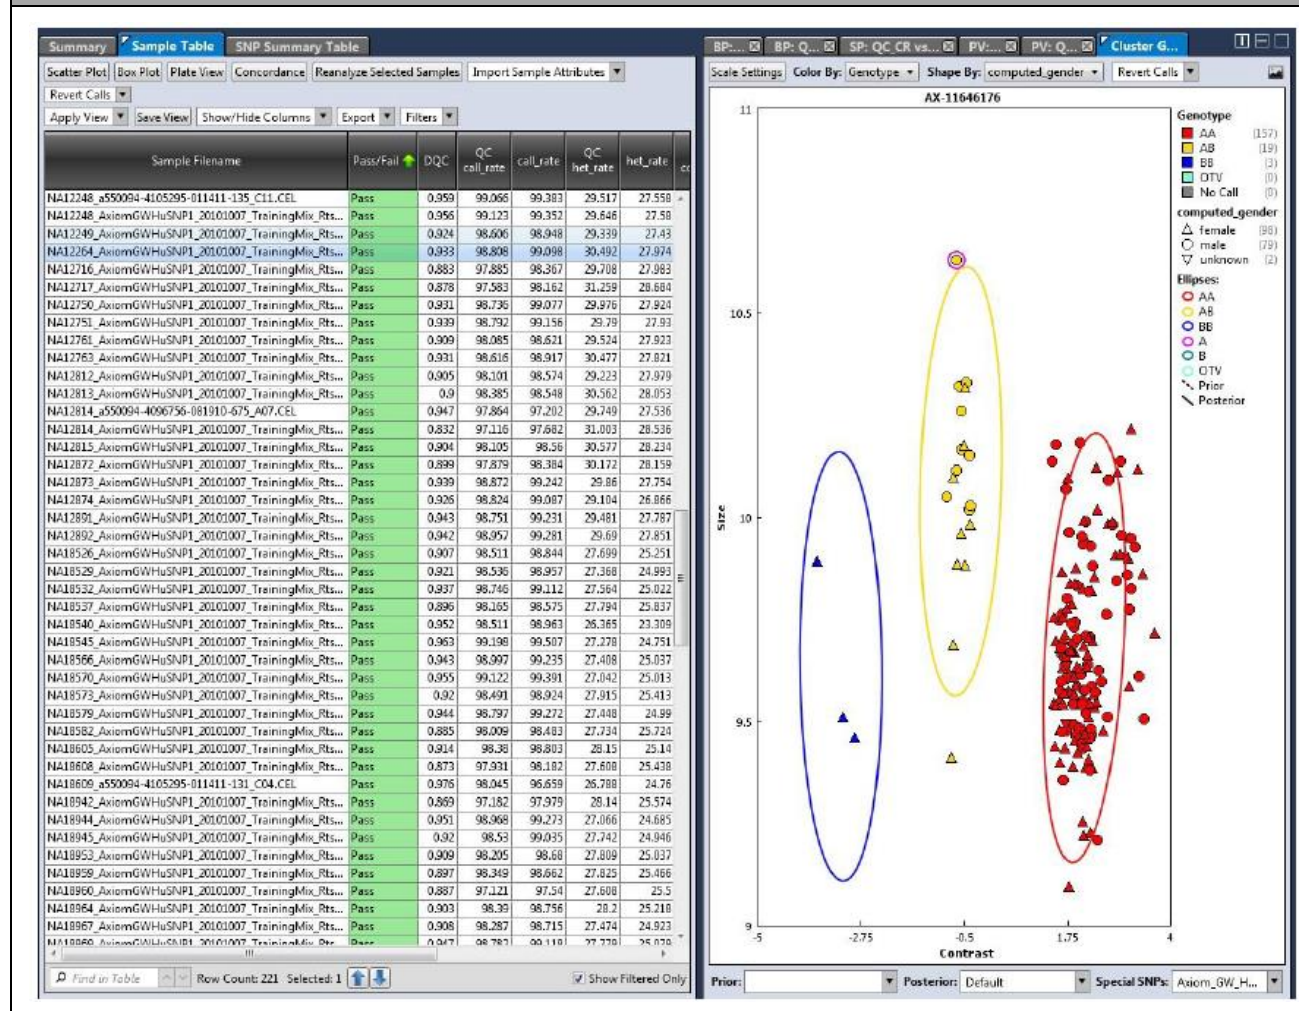 Summary Sample Table SNP Summary Table
Scatter Plot Box Plot Plate View Concordance Reanalyze Selected Samples Import Sample Attributes
Revert Calls
Apply View Save View Show/Hide Columns Export Filters
Sample Filename Pass/Fail DQC QC call_rate call_rate QC het_rate het_rate
NA12248_a550094-4105295-011411-135_C11.CEL Pass 0.959 99.066 99.383 29.517 27.558
NA12248_AxiomGWHuSNP1_20101007_TrainingMix_Rts... Pass 0.956 99.123 99.352 29.646 27.58
NA12249_AxiomGWHuSNP1_20101007_TrainingMix_Rts... Pass 0.924 98.606 98.948 29.339 27.43
NA12264_AxiomGWHuSNP1_20101007_TrainingMix_Rts... Pass 0.933 98.808 99.098 30.492 27.974
NA12716_AxiomGWHuSNP1_20101007_TrainingMix_Rts... Pass 0.883 97.885 98.367 29.708 27.983
NA12717_AxiomGWHuSNP1_20101007_TrainingMix_Rts... Pass 0.878 97.583 98.162 31.259 28.684
NA12750_AxiomGWHuSNP1_20101007_TrainingMix_Rts... Pass 0.931 98.736 99.077 29.976 27.924
NA12751_AxiomGWHuSNP1_20101007_TrainingMix_Rts... Pass 0.939 98.792 99.156 29.79 27.93
NA12761_AxiomGWHuSNP1_20101007_TrainingMix_Rts... Pass 0.909 98.085 98.621 29.524 27.923
NA12763_AxiomGWHuSNP1_20101007_TrainingMix_Rts... Pass 0.931 98.616 98.917 30.477 27.821
NA12812_AxiomGWHuSNP1_20101007_TrainingMix_Rts... Pass 0.905 98.101 98.574 29.223 27.979
NA12813_AxiomGWHuSNP1_20101007_TrainingMix_Rts... Pass 0.9 98.385 98.548 30.562 28.053
NA12814_a550094-4096756-081910-675_A07.CEL Pass 0.947 97.864 97.202 29.749 27.536
NA12814_AxiomGWHuSNP1_20101007_TrainingMix_Rts... Pass 0.832 97.116 97.682 31.003 28.536
NA12815_AxiomGWHuSNP1_20101007_TrainingMix_Rts... Pass 0.904 98.105 98.56 30.577 28.234
NA12872_AxiomGWHuSNP1_20101007_TrainingMix_Rts... Pass 0.899 97.879 98.384 30.172 28.159
NA12873_AxiomGWHuSNP1_20101007_TrainingMix_Rts... Pass 0.939 98.872 99.242 29.86 27.754
NA12874_AxiomGWHuSNP1_20101007_TrainingMix_Rts... Pass 0.926 98.824 99.087 29.104 26.866
NA12891_AxiomGWHuSNP1_20101007_TrainingMix_Rts... Pass 0.943 98.751 99.231 29.481 27.787
NA12892_AxiomGWHuSNP1_20101007_TrainingMix_Rts... Pass 0.942 98.957 99.281 29.69 27.851
NA18526_AxiomGWHuSNP1_20101007_TrainingMix_Rts... Pass 0.907 98.511 98.844 27.699 25.251
NA18529_AxiomGWHuSNP1_20101007_TrainingMix_Rts... Pass 0.921 98.536 98.957 27.368 24.993
NA18532_AxiomGWHuSNP1_20101007_TrainingMix_Rts... Pass 0.937 98.746 99.112 27.564 25.022
NA18537_AxiomGWHuSNP1_20101007_TrainingMix_Rts... Pass 0.896 98.165 98.575 27.794 25.837
NA18540_AxiomGWHuSNP1_20101007_TrainingMix_Rts... Pass 0.952 98.511 98.963 26.365 23.309
NA18545_AxiomGWHuSNP1_20101007_TrainingMix_Rts... Pass 0.963 99.198 99.507 27.278 24.751
NA18566_AxiomGWHuSNP1_20101007_TrainingMix_Rts... Pass 0.943 98.997 99.235 27.408 25.037
NA18570_AxiomGWHuSNP1_20101007_TrainingMix_Rts... Pass 0.955 99.122 99.391 27.042 25.013
NA18573_AxiomGWHuSNP1_20101007_TrainingMix_Rts... Pass 0.92 98.491 98.924 27.915 25.413
NA18579_AxiomGWHuSNP1_20101007_TrainingMix_Rts... Pass 0.944 98.797 99.272 27.448 24.99
NA18582_AxiomGWHuSNP1_20101007_TrainingMix_Rts... Pass 0.885 98.009 98.483 27.734 25.724
NA18605_AxiomGWHuSNP1_20101007_TrainingMix_Rts... Pass 0.914 98.38 98.803 28.15 25.14
NA18608_AxiomGWHuSNP1_20101007_TrainingMix_Rts... Pass 0.873 97.931 98.182 27.608 25.438
NA18609_a550094-4105295-011411-131_C04.CEL Pass 0.976 98.045 96.659 26.788 24.76
NA18942_AxiomGWHuSNP1_20101007_TrainingMix_Rts... Pass 0.869 97.182 97.979 28.14 25.574
NA18944_AxiomGWHuSNP1_20101007_TrainingMix_Rts... Pass 0.951 98.968 99.273 27.066 24.685
NA18945_AxiomGWHuSNP1_20101007_TrainingMix_Rts... Pass 0.92 98.53 99.035 27.742 24.946
NA18953_AxiomGWHuSNP1_20101007_TrainingMix_Rts... Pass 0.909 98.205 98.68 27.809 25.037
NA18959_AxiomGWHuSNP1_20101007_TrainingMix_Rts... Pass 0.897 98.349 98.662 27.825 25.466
NA18960_AxiomGWHuSNP1_20101007_TrainingMix_Rts... Pass 0.887 97.121 97.54 27.608 25.5
NA18964_AxiomGWHuSNP1_20101007_TrainingMix_Rts... Pass 0.903 98.39 98.756 28.2 25.218
NA18967_AxiomGWHuSNP1_20101007_TrainingMix_Rts... Pass 0.908 98.287 98.715 27.474 24.923
NA18969_AxiomGWHuSNP1_20101007_TrainingMix_Rts... Pass 0.947 98.782 99.118 27.779 25.079
Find in Table Row Count: 221 Selected: 1 Show Filtered Only
BP:... BP: Q... SP: QC_CR vs... PV:... PV: Q... Cluster G...
Scale Settings Color By: Genotype Shape By: computed_gender Revert Calls
AX-11646176
11
10.5
10
9.5
9
Size
-5 -2.75 -0.5 1.75 4
Contrast
Genotype
AA (157)
AB (19)
BB (3)
OTV (0)
No Call (0)
computed_gender
female (98)
male (79)
unknown (2)
Ellipses:
AA
AB
BB
A
B
OTV
Prior
Posterior
Prior: Posterior: Default Special SNPs: Axiom_GW_H...